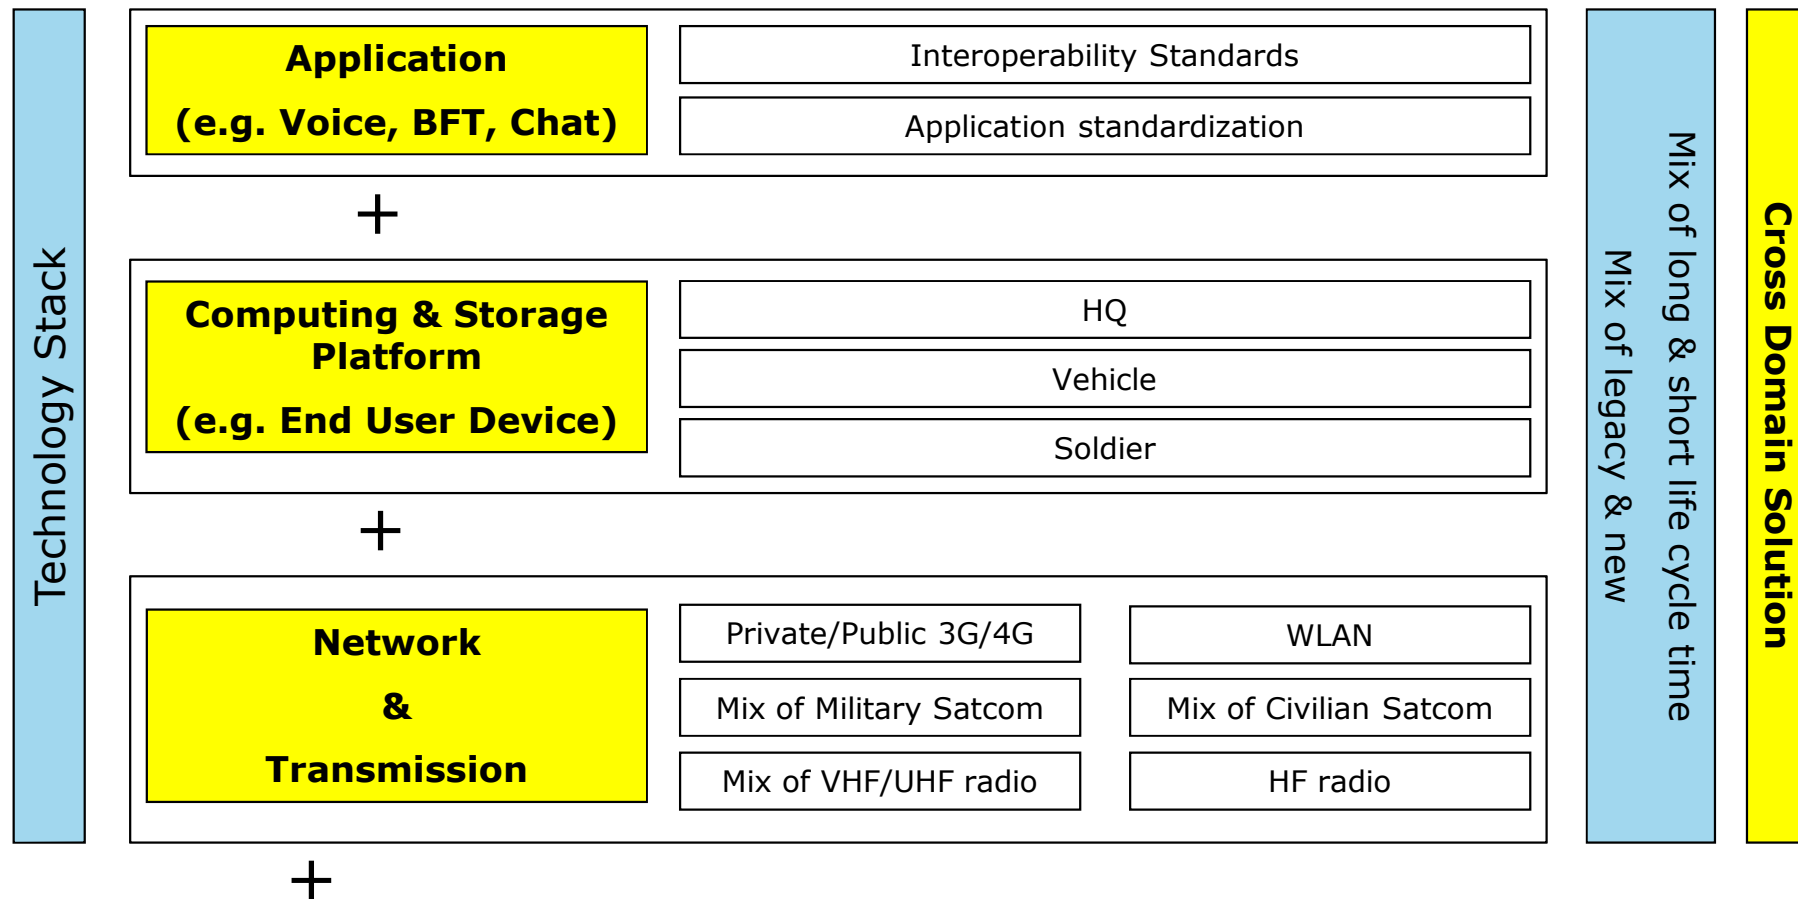 Technology Stack
Application
(e.g. Voice, BFT, Chat)
Interoperability Standards
Application standardization
+
Computing & Storage
Platform
(e.g. End User Device)
HQ
Vehicle
Soldier
+
Network
&
Transmission
Private/Public 3G/4G
WLAN
Mix of Military Satcom
Mix of Civilian Satcom
Mix of VHF/UHF radio
HF radio
+
Mix of long & short life cycle time
Mix of legacy & new
Cross Domain Solution